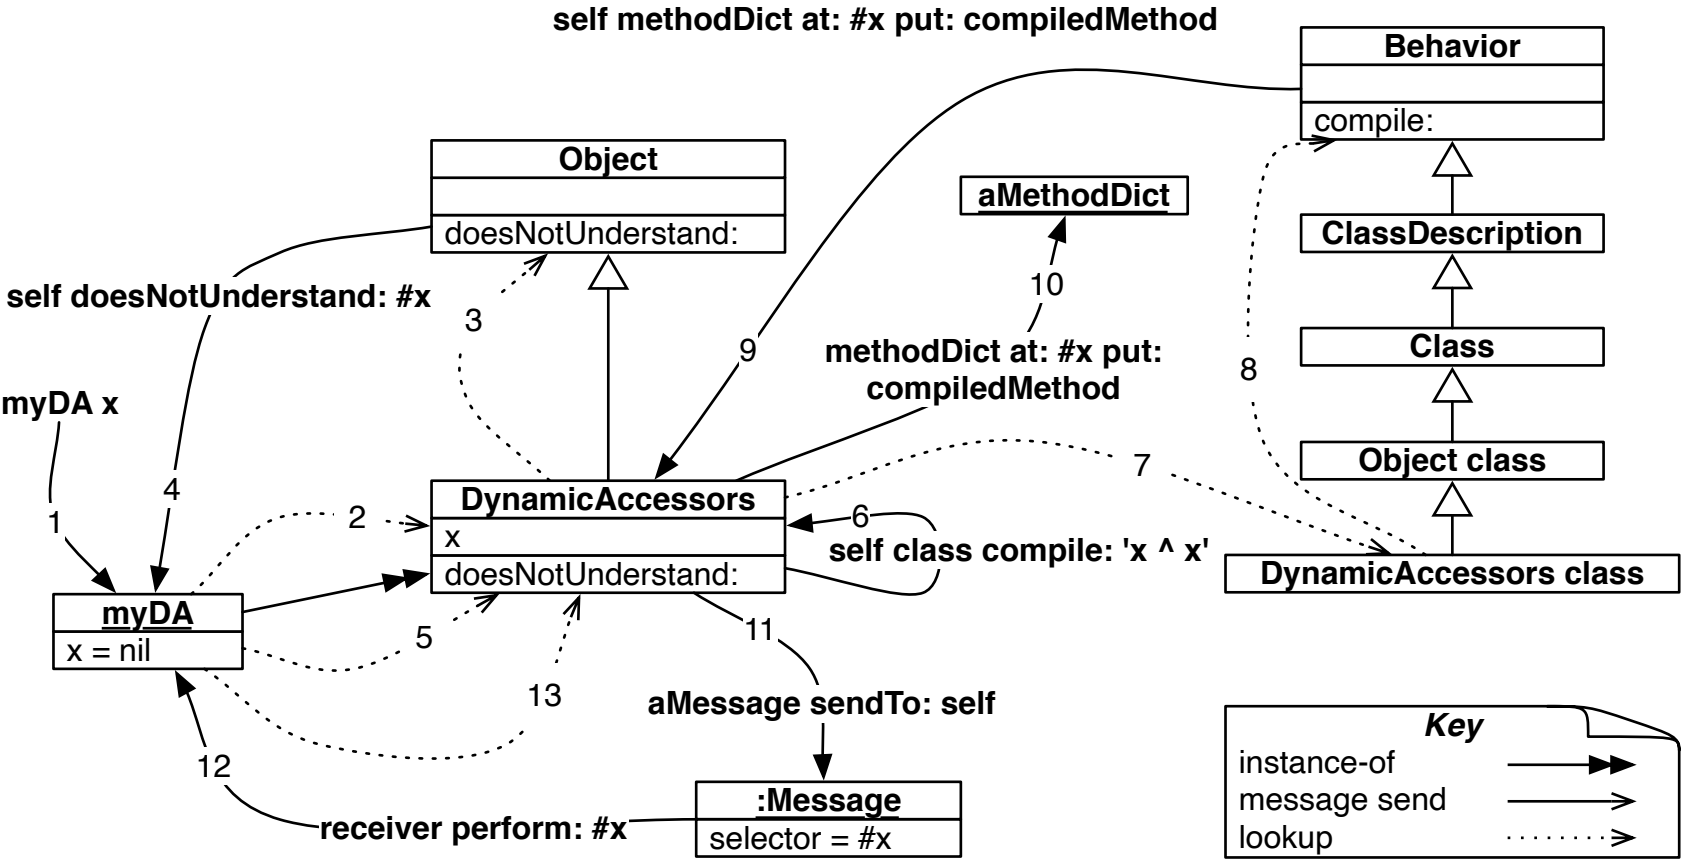 self methodDict at: #x put: compiledMethod
Behavior
compile:
Object
doesNotUnderstand:
aMethodDict
ClassDescription
self doesNotUnderstand: #x
10
3
9
methodDict at: #x put:
compiledMethod
Class
8
myDA x
4
1
2
7
Object class
DynamicAccessors
x
doesNotUnderstand:
6
self class compile: 'x ^ x'
DynamicAccessors class
myDA
x = nil
5
11
13
aMessage sendTo: self
12
:Message
selector = #x
receiver perform: #x
Key
instance-of
message send
lookup